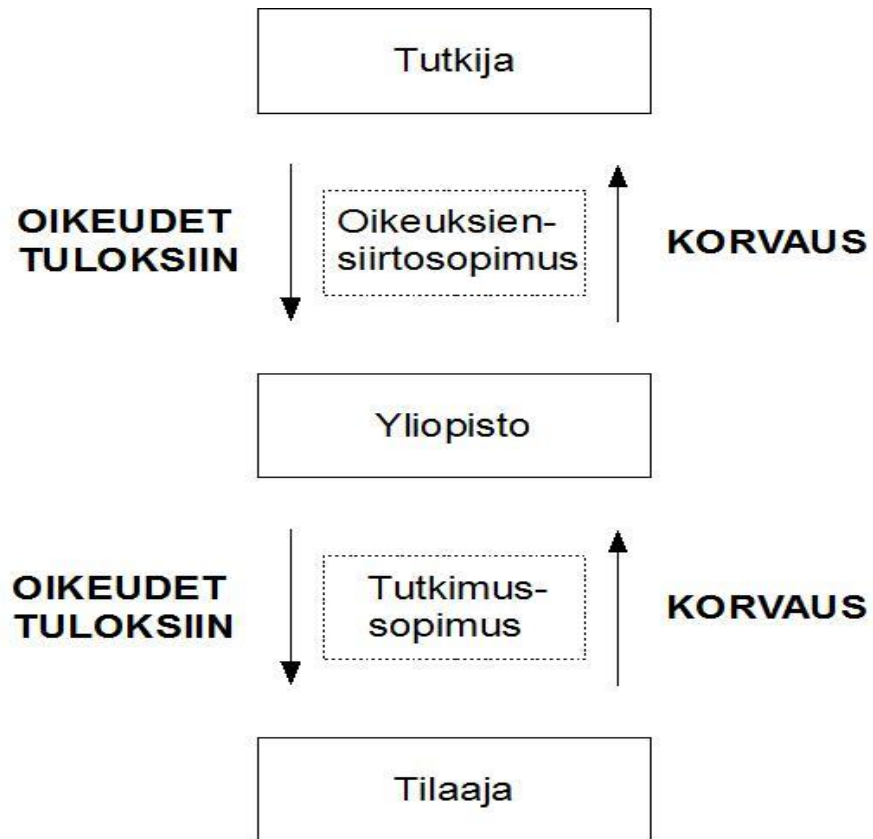 Tutkija
OIKEUDET
TULOKSIIN
Oikeuksien-
siirtosopimus
KORVAUS
Yliopisto
OIKEUDET
TULOKSIIN
Tutkimus-
sopimus
KORVAUS
Tilaaja